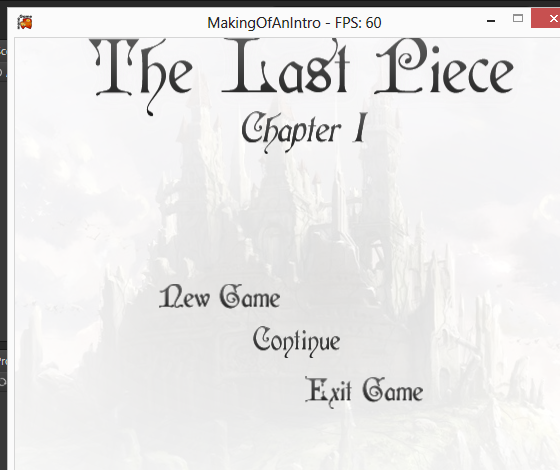 MakingOfAnIntro - FPS: 60
The Last Piece
Chapter I
New Game
Continue
Exit Game